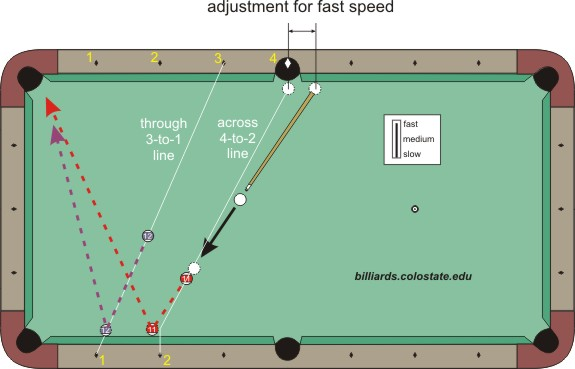 adjustment for fast speed
1 2 3 4
through
3-to-1
line
across
4-to-2
line
fast
medium
slow
12
12
11
11
billiards.colostate.edu
1 2